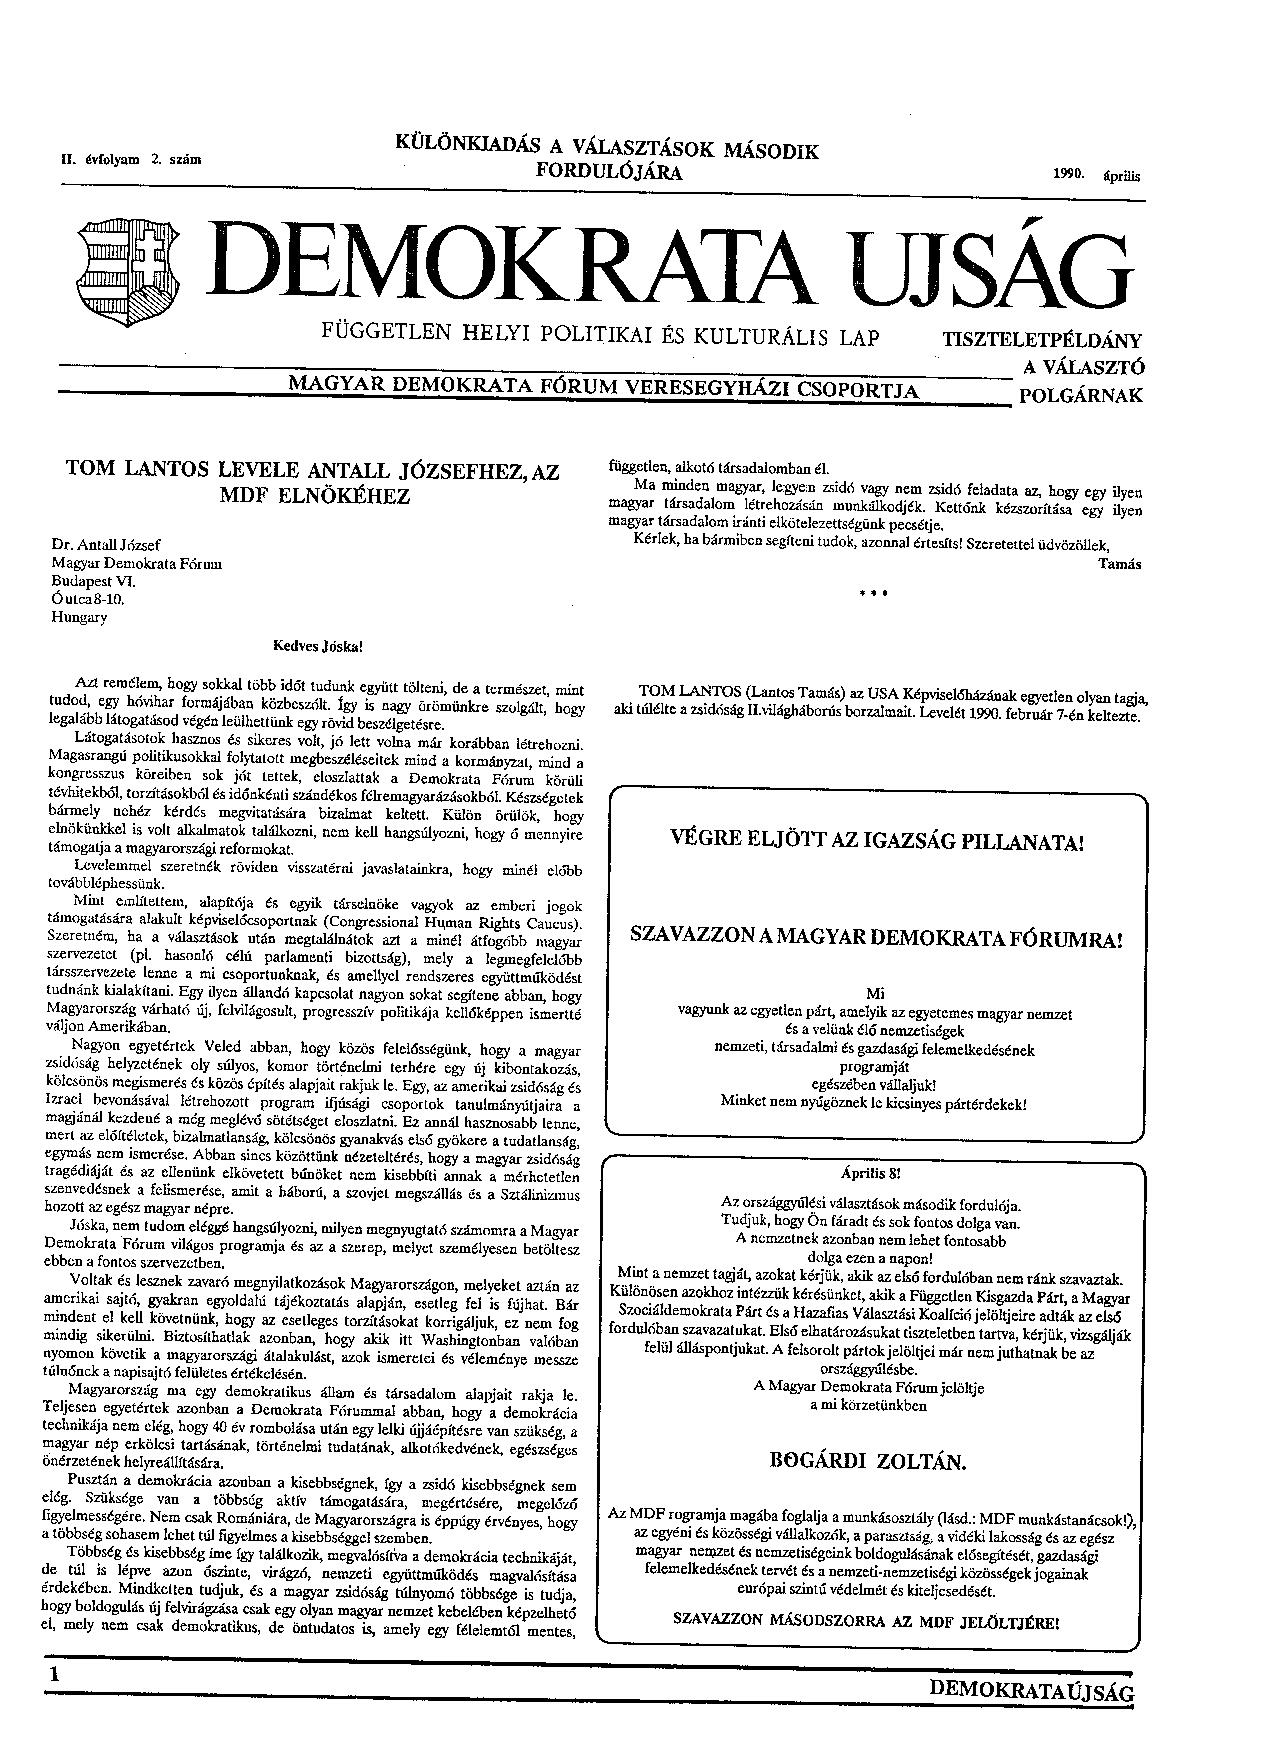 II. évfolyam 2. szám
KÜLÖNKIADÁS A VÁLASZTÁSOK MÁSODIK
FORDULÓJÁRA
1990. április
DEMOKRATA UJSÁG
FÜGGETLEN HELYI POLITIKAI ÉS KULTURÁLIS LAP
TISZTELETPÉLDÁNY
A VÁLASZTÓ
POLGÁRNAK
MAGYAR DEMOKRATA FÓRUM VERESEGYHÁZI CSOPORTJA
TOM LANTOS LEVELE ANTALL JÓZSEFHEZ, AZ
MDF ELNÖKÉHEZ
Dr. Antall József
Magyar Demokrata Fórum
Budapest VI.
Ó utca 8-10.
Hungary
Kedves Jóska!
Azt remélem, hogy sokkal több időt tudunk együtt tölteni, de a természet, mint
tudod, egy hóvihar formájában közbeszólt. Így is nagy örömünkre szolgált, hogy
legalább látogatásod végén leülhettünk egy rövid beszélgetésre.
Látogatásotok hasznos és sikeres volt, jó lett volna már korábban létrehozni.
Magasrangú politikusokkal folytatott megbeszéléseitek mind a kormányzat, mind a
kongresszus köreiben sok jót tettek, eloszlattak a Demokrata Fórum körüli
tévhitekből, torzításokból és időnkénti szándékos félremagyarázásokból. Készségetek
bármely nehéz kérdés megvitatására bizalmat keltett. Külön örülök, hogy
elnökünkkel is volt alkalmatok találkozni, nem kell hangsúlyozni, hogy ő mennyire
támogatja a magyarországi reformokat.
Levelemmel szeretnék röviden visszatérni javaslatainkra, hogy minél előbb
továbbléphessünk.
Mint említettem, alapítója és egyik társelnöke vagyok az emberi jogok
támogatására alakult képviselőcsoportnak (Congressional Human Rights Caucus).
Szeretném, ha a választások után megtalálnátok azt a minél átfogóbb magyar
szervezetet (pl. hasonló célú parlamenti bizottság), mely a legmegfelelőbb
társszervezete lenne a mi csoportunknak, és amellyel rendszeres együttműködést
tudnánk kialakítani. Egy ilyen állandó kapcsolat nagyon sokat segítene abban, hogy
Magyarország várható új, felvilágosult, progresszív politikája kellőképpen ismertté
váljon Amerikában.
Nagyon egyetértek Veled abban, hogy közös felelősségünk, hogy a magyar
zsidóság helyzetének oly súlyos, komor történelmi terhére egy új kibontakozás,
kölcsönös megismerés és közös építés alapjait rakjuk le. Egy, az amerikai zsidóság és
Izrael bevonásával létrehozott program ifjúsági csoportok tanulmányútjaira a
magjánál kezdené a még meglévő sötétséget eloszlatni. Ez annál hasznosabb lenne,
mert az előítéletek, bizalmatlanság, kölcsönös gyanakvás első gyökere a tudatlanság,
egymás nem ismerése. Abban sincs közöttünk nézeteltérés, hogy a magyar zsidóság
tragédiáját és az ellenünk elkövetett bűnöket nem kisebbíti annak a mérhetetlen
szenvedésnek a felismerése, amit a háború, a szovjet megszállás és a Sztálinizmus
hozott az egész magyar népre.
Jóska, nem tudom eléggé hangsúlyozni, milyen megnyugtató számomra a Magyar
Demokrata Fórum világos programja és az a szerep, melyet személyesen betöltesz
ebben a fontos szervezetben.
Voltak és lesznek zavaró megnyilatkozások Magyarországon, melyeket aztán az
amerikai sajtó, gyakran egyoldalú tájékoztatás alapján, esetleg fel is fújhat. Bár
mindent el kell követnünk, hogy az esetleges torzításokat korrigáljuk, ez nem fog
mindig sikerülni. Biztosíthatlak azonban, hogy akik itt Washingtonban valóban
nyomon követik a magyarországi átalakulást, azok ismeretei és véleménye messze
túlnőnek a napisajtó felületes értékelésén.
Magyarország ma egy demokratikus állam és társadalom alapjait rakja le.
Teljesen egyetértek azonban a Demokrata Fórummal abban, hogy a demokrácia
technikája nem elég, hogy 40 év rombolása után egy lelki újjáépítésre van szükség, a
magyar nép erkölcsi tartásának, történelmi tudatának, alkotókedvének, egészséges
önérzetének helyreállítására.
Pusztán a demokrácia azonban a kisebbségnek, így a zsidó kisebbségnek sem
elég. Szüksége van a többség aktív támogatására, megértésére, megelőző
figyelmességére. Nem csak Romániára, de Magyarországra is éppúgy érvényes, hogy
a többség sohasem lehet túl figyelmes a kisebbséggel szemben.
Többség és kisebbség íme így találkozik, megvalósítva a demokrácia technikáját,
de túl is lépve azon őszinte, virágzó, nemzeti együttműködés magvalósítása
érdekében. Mindketten tudjuk, és a magyar zsidóság túlnyomó többsége is tudja,
hogy boldogulás új felvirágzása csak egy olyan magyar nemzet kebelében képzelhető
el, mely nem csak demokratikus, de öntudatos is, amely egy félelemtől mentes,
független, alkotó társadalomban él.
Ma minden magyar, legyen zsidó vagy nem zsidó feladata az, hogy egy ilyen
magyar társadalom létrehozásán munkálkodjék. Kettőnk kézszorítása egy ilyen
magyar társadalom iránti elkötelezettségünk pecsétje.
Kérlek, ha bármiben segíteni tudok, azonnal értesíts! Szeretettel üdvözöllek,
Tamás
* * *
TOM LANTOS (Lantos Tamás) az USA Képviselőházának egyetlen olyan tagja,
aki túlélte a zsidóság II.világháborús borzalmait. Levelét 1990. február 7-én keltezte.
VÉGRE ELJÖTT AZ IGAZSÁG PILLANATA!
SZAVAZZON A MAGYAR DEMOKRATA FÓRUMRA!
Mi
vagyunk az egyetlen párt, amelyik az egyetemes magyar nemzet
és a velünk élő nemzetiségek
nemzeti, társadalmi és gazdasági felemelkedésének
programját
egészében vállaljuk!
Minket nem nyűgöznek le kicsinyes pártérdekek!
Április 8!
Az országgyűlési választások második fordulója.
Tudjuk, hogy Ön fáradt és sok fontos dolga van.
A nemzetnek azonban nem lehet fontosabb
dolga ezen a napon!
Mint a nemzet tagját, azokat kérjük, akik az első fordulóban nem ránk szavaztak.
Különösen azokhoz intézzük kérésünket, akik a Független Kisgazda Párt, a Magyar
Szociáldemokrata Párt és a Hazafias Választási Koalíció jelöltjeire adták az első
fordulóban szavazatukat. Első elhatározásukat tiszteletben tartva, kérjük, vizsgálják
felül álláspontjukat. A felsorolt pártok jelöltjei már nem juthatnak be az
országgyűlésbe.
A Magyar Demokrata Fórum jelöltje
a mi körzetünkben
BOGÁRDI ZOLTÁN.
Az MDF rogramja magába foglalja a munkásosztály (lásd.: MDF munkástanácsok!),
az egyéni és közösségi vállalkozók, a parasztság, a vidéki lakosság és az egész
magyar nemzet és nemzetiségeink boldogulásának elősegítését, gazdasági
felemelkedésének tervét és a nemzeti-nemzetiségi közösségek jogainak
európai szintű védelmét és kiteljesedését.
SZAVAZZON MÁSODSZORRA AZ MDF JELÖLTJÉRE!
1
DEMOKRATA ÚJSÁG